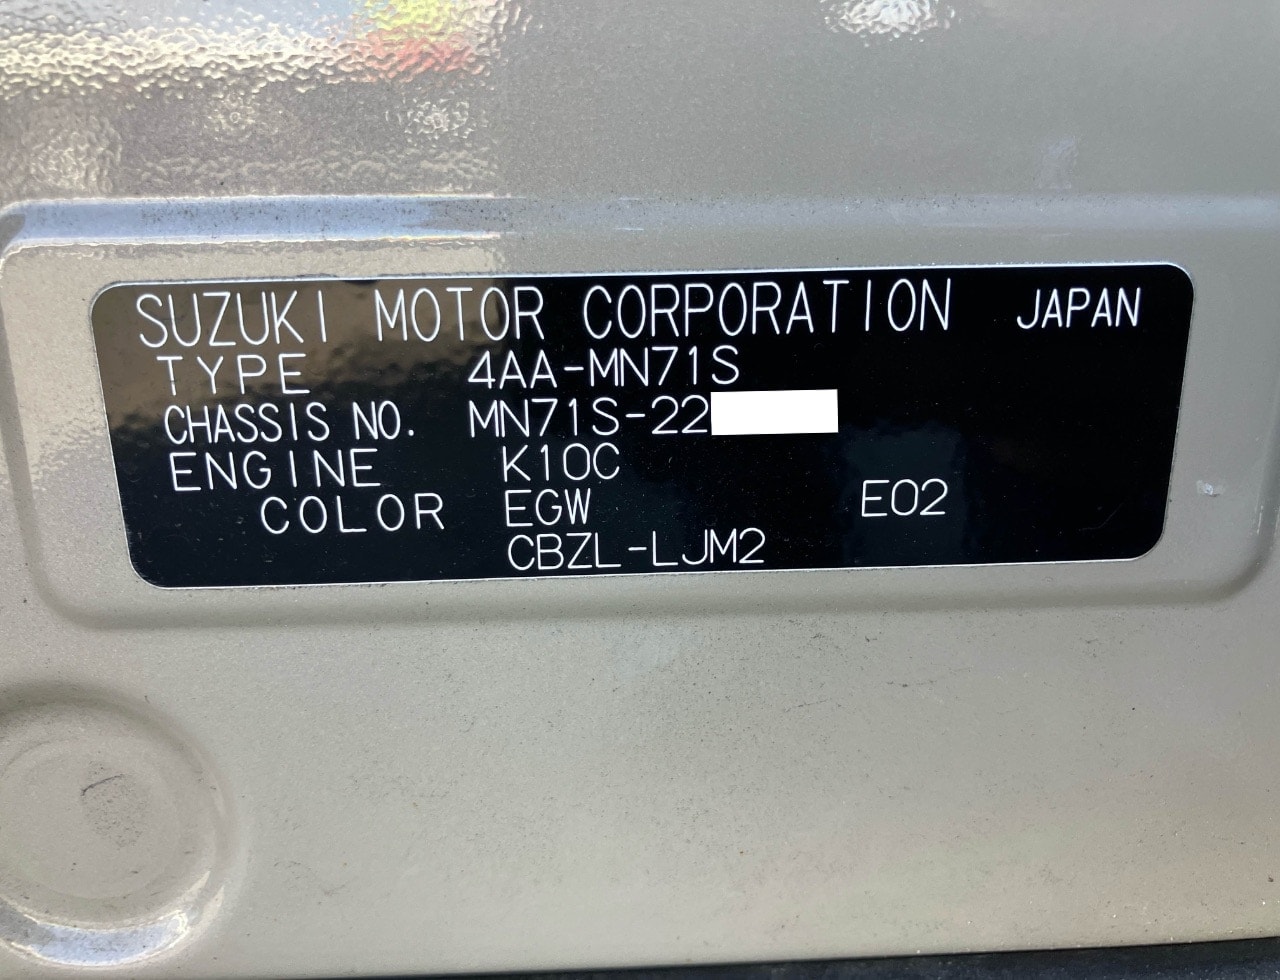 SUZUKI MOTOR CORPORATION JAPAN
TYPE 4AA-MN71S
CHASSIS NO. MN71S-22
ENGINE K10C
COLOR EGW E02
CBZL-LJM2